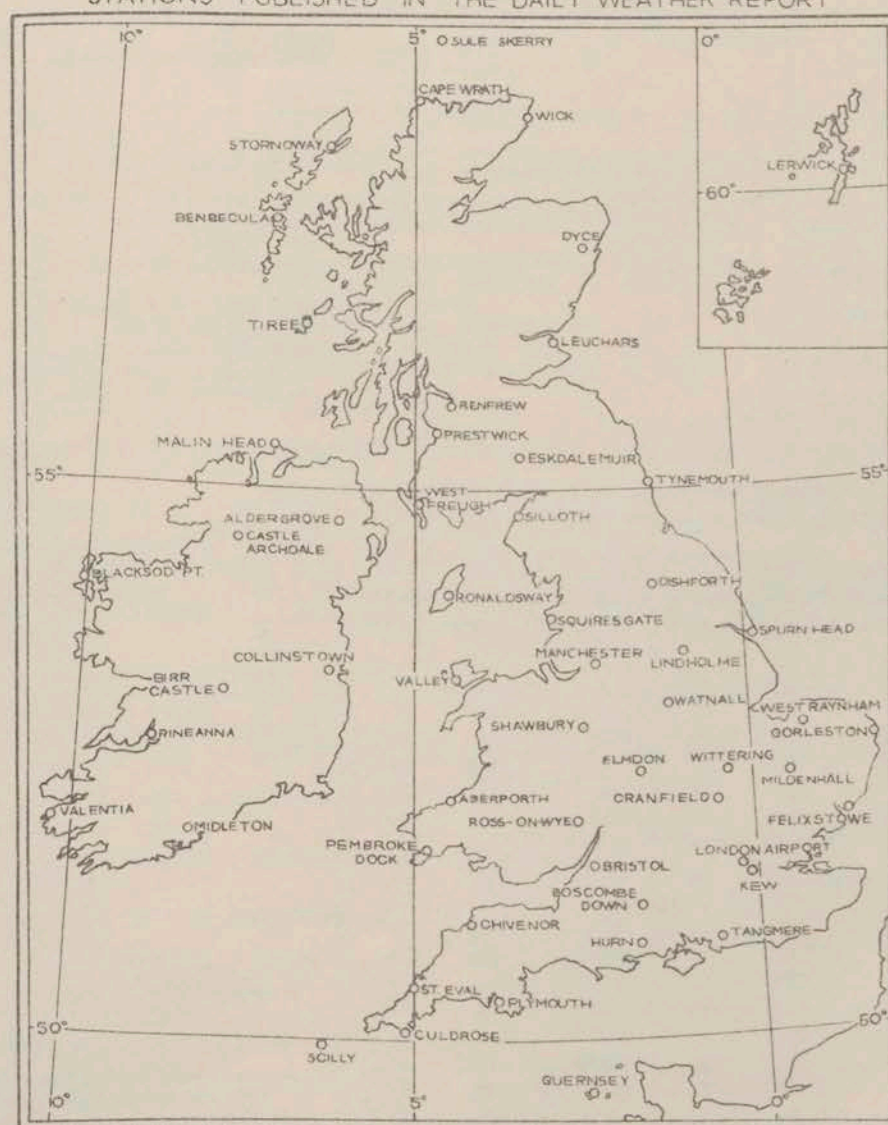 STATIONS PUBLISHED IN THE DAILY WEATHER REPORT
10°
5°
SULE SKERRY
0°
CAPE WRATH
WICK
STORNOWAY
LERWICK
60°
BENBECULA
DYCE
TIREE
LEUCHARS
RENFREW
MALIN HEAD
PRESTWICK
ESKDALEMUIR
55°
55°
TYNEMOUTH
WEST
FREUGH
ALDERGROVE
SILLOTH
CASTLE
ARCHDALE
BLACKSOD PT.
DISHFORTH
RONALDSWAY
SQUIRES GATE
SPURN HEAD
COLLINSTOWN
MANCHESTER
LINDHOLME
BIRR
CASTLE
VALLEY
WATNALL
WEST RAYNHAM
SHAWBURY
GORLESTON
RINEANNA
ELMDON
WITTERING
MILDENHALL
VALENTIA
ABERPORTH
CRANFIELD
MIDLETON
ROSS-ON-WYE
FELIXSTOWE
PEMBROKE
DOCK
LONDON AIRPORT
BRISTOL
KEW
BOSCOMBE
DOWN
CHIVENOR
HURN
TANGMERE
ST. EVAL
PLYMOUTH
50°
50°
CULDROSE
SCILLY
GUERNSEY
10°
5°
0°